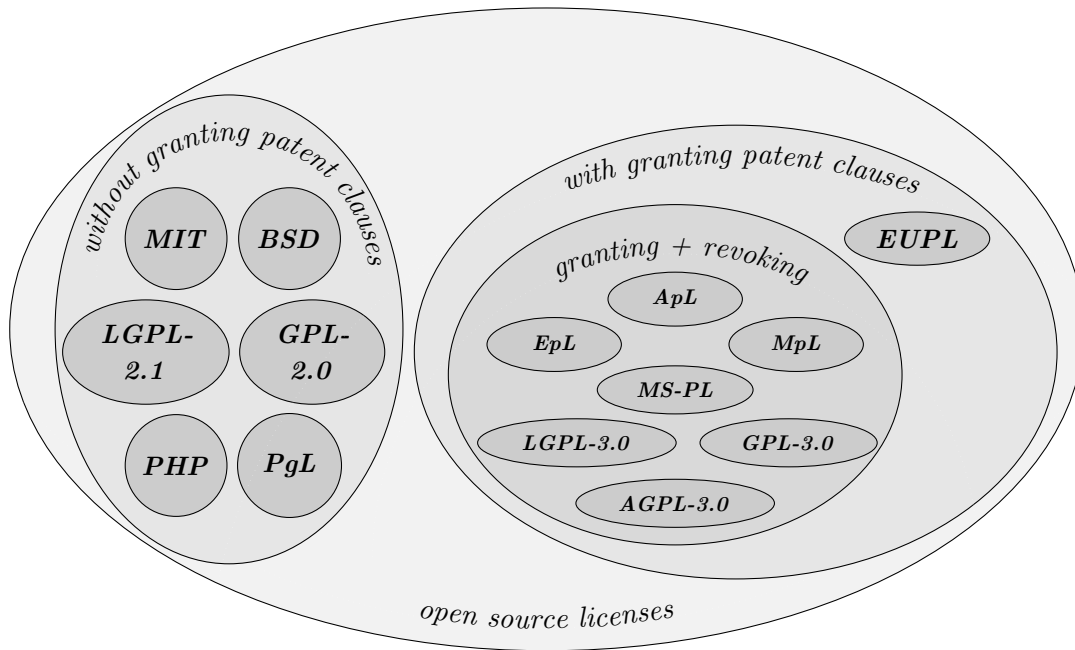 without granting patent clauses
MIT
BSD
LGPL-
2.1
GPL-
2.0
PHP
PgL
with granting patent clauses
EUPL
granting + revoking
ApL
EpL
MpL
MS-PL
LGPL-3.0
GPL-3.0
AGPL-3.0
open source licenses